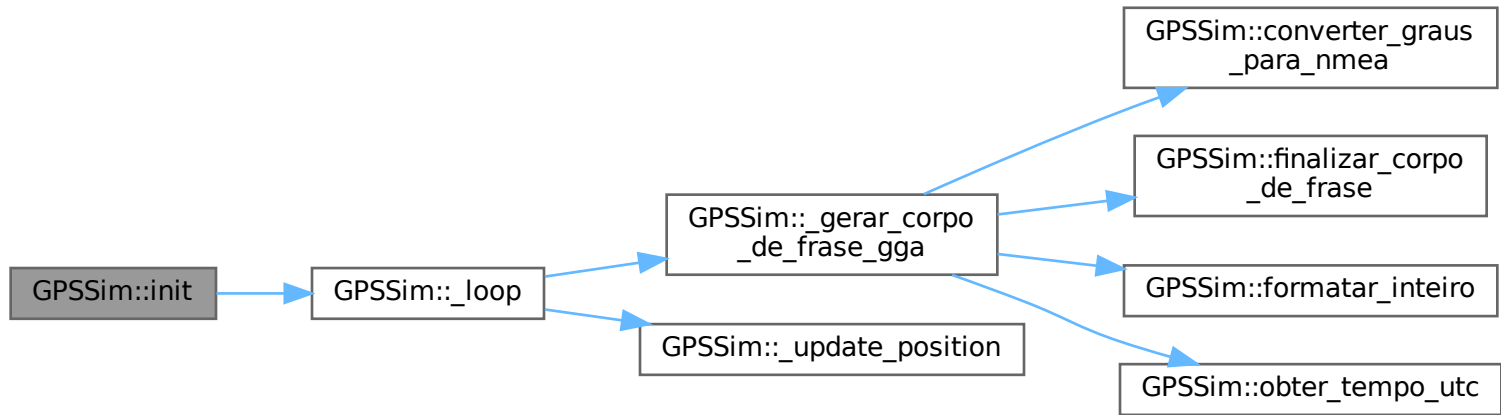 GPSSim::init
GPSSim::_loop
GPSSim::_gerar_corpo
_de_frase_gga
GPSSim::_update_position
GPSSim::converter_graus
_para_nmea
GPSSim::finalizar_corpo
_de_frase
GPSSim::formatar_inteiro
GPSSim::obter_tempo_utc